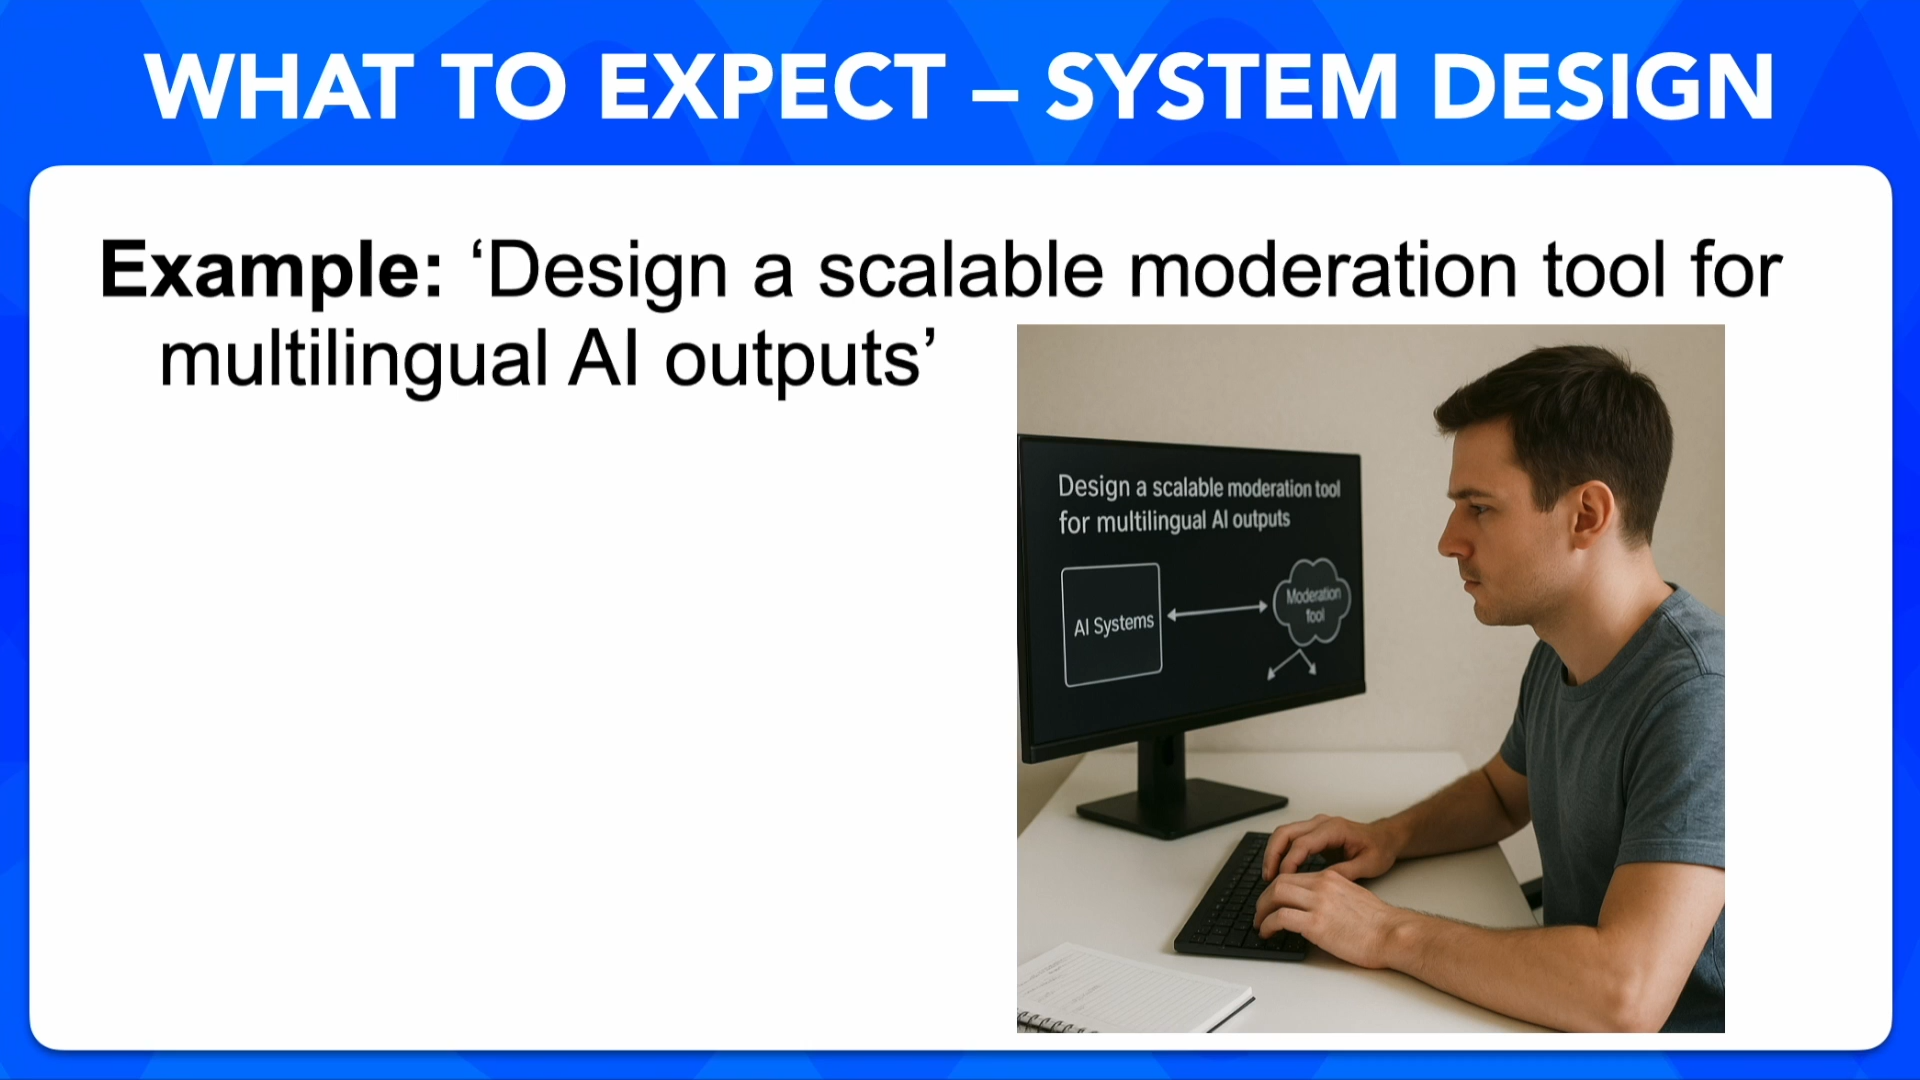 WHAT TO EXPECT – SYSTEM DESIGN
Example: ‘Design a scalable moderation tool for
multilingual AI outputs’
Design a scalable moderation tool
for multilingual AI outputs
AI Systems
Moderation
Tool